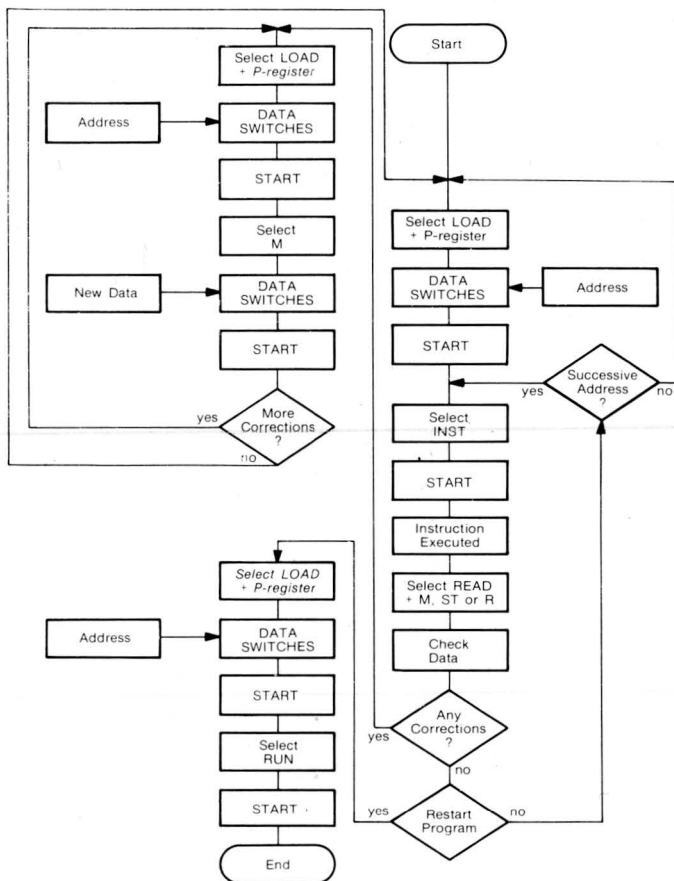 Start
Select LOAD
+ P-register
DATA
SWITCHES
Address
START
Successive
Address
?
yes
no
Select
INST
START
Instruction
Executed
Select READ
+ M, ST or R
Check
Data
Any
Corrections
?
yes
no
Restart
Program
yes
no
Select LOAD
+ P-register
Address
DATA
SWITCHES
START
Select
M
New Data
DATA
SWITCHES
START
More
Corrections
?
yes
no
Select LOAD
+ P-register
Address
DATA
SWITCHES
START
Select
RUN
START
End